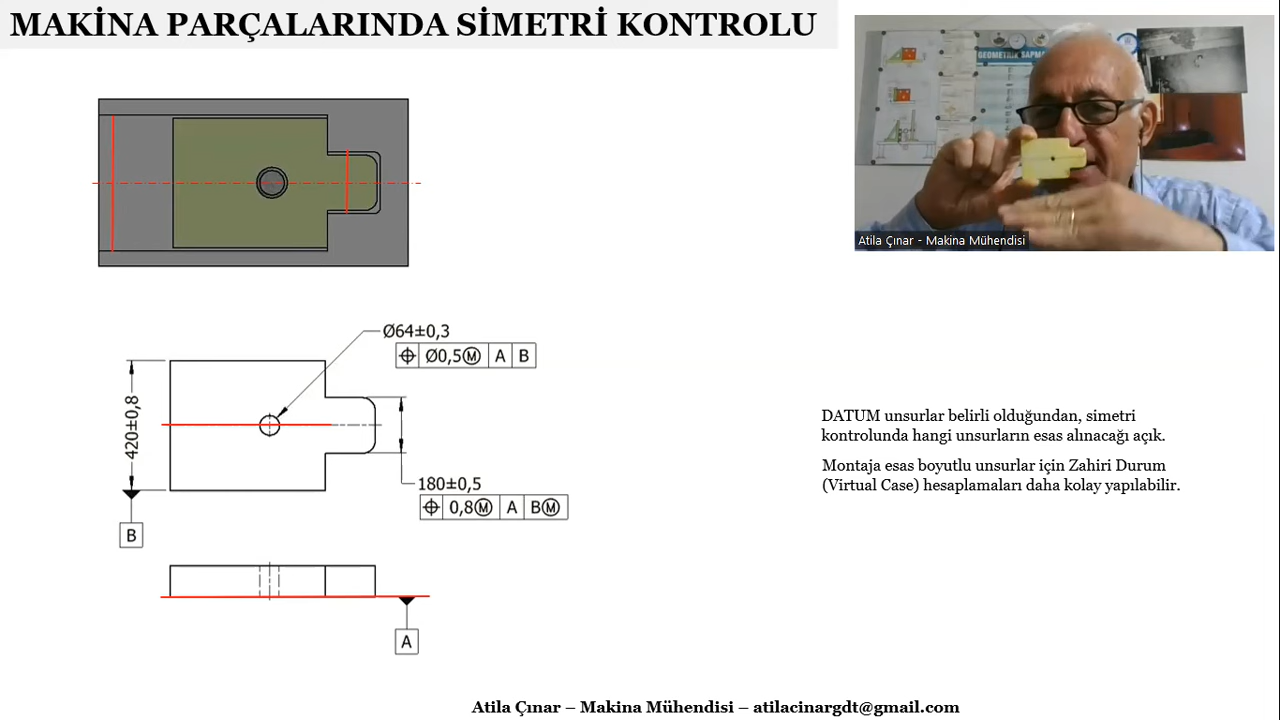 MAKİNA PARÇALARINDA SİMETRİ KONTROLU
GEOMETRİK SAPMA
Atila Çınar - Makina Mühendisi
Ø64±0,3
Ø0,5Ⓜ A B
420±0,8
180±0,5
0,8Ⓜ A BⓂ
B
A
DATUM unsurlar belirli olduğundan, simetri
kontrolunda hangi unsurların esas alınacağı açık.
Montaja esas boyutlu unsurlar için Zahiri Durum
(Virtual Case) hesaplamaları daha kolay yapılabilir.
Atila Çınar – Makina Mühendisi – atilacinargdt@gmail.com